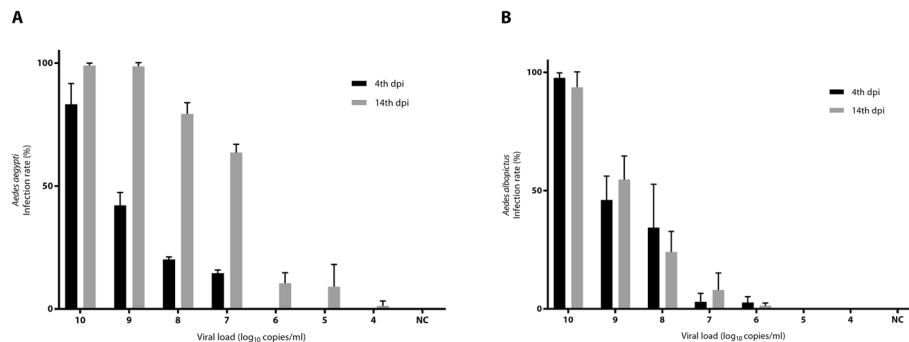 A
Aedes aegypti
Infection rate (%)
100
50
0
4th dpi
14th dpi
10 9 8 7 6 5 4 NC
Viral load (log10 copies/ml)
B
Aedes albopictus
Infection rate (%)
100
50
0
4th dpi
14th dpi
10 9 8 7 6 5 4 NC
Viral load (log10 copies/ml)